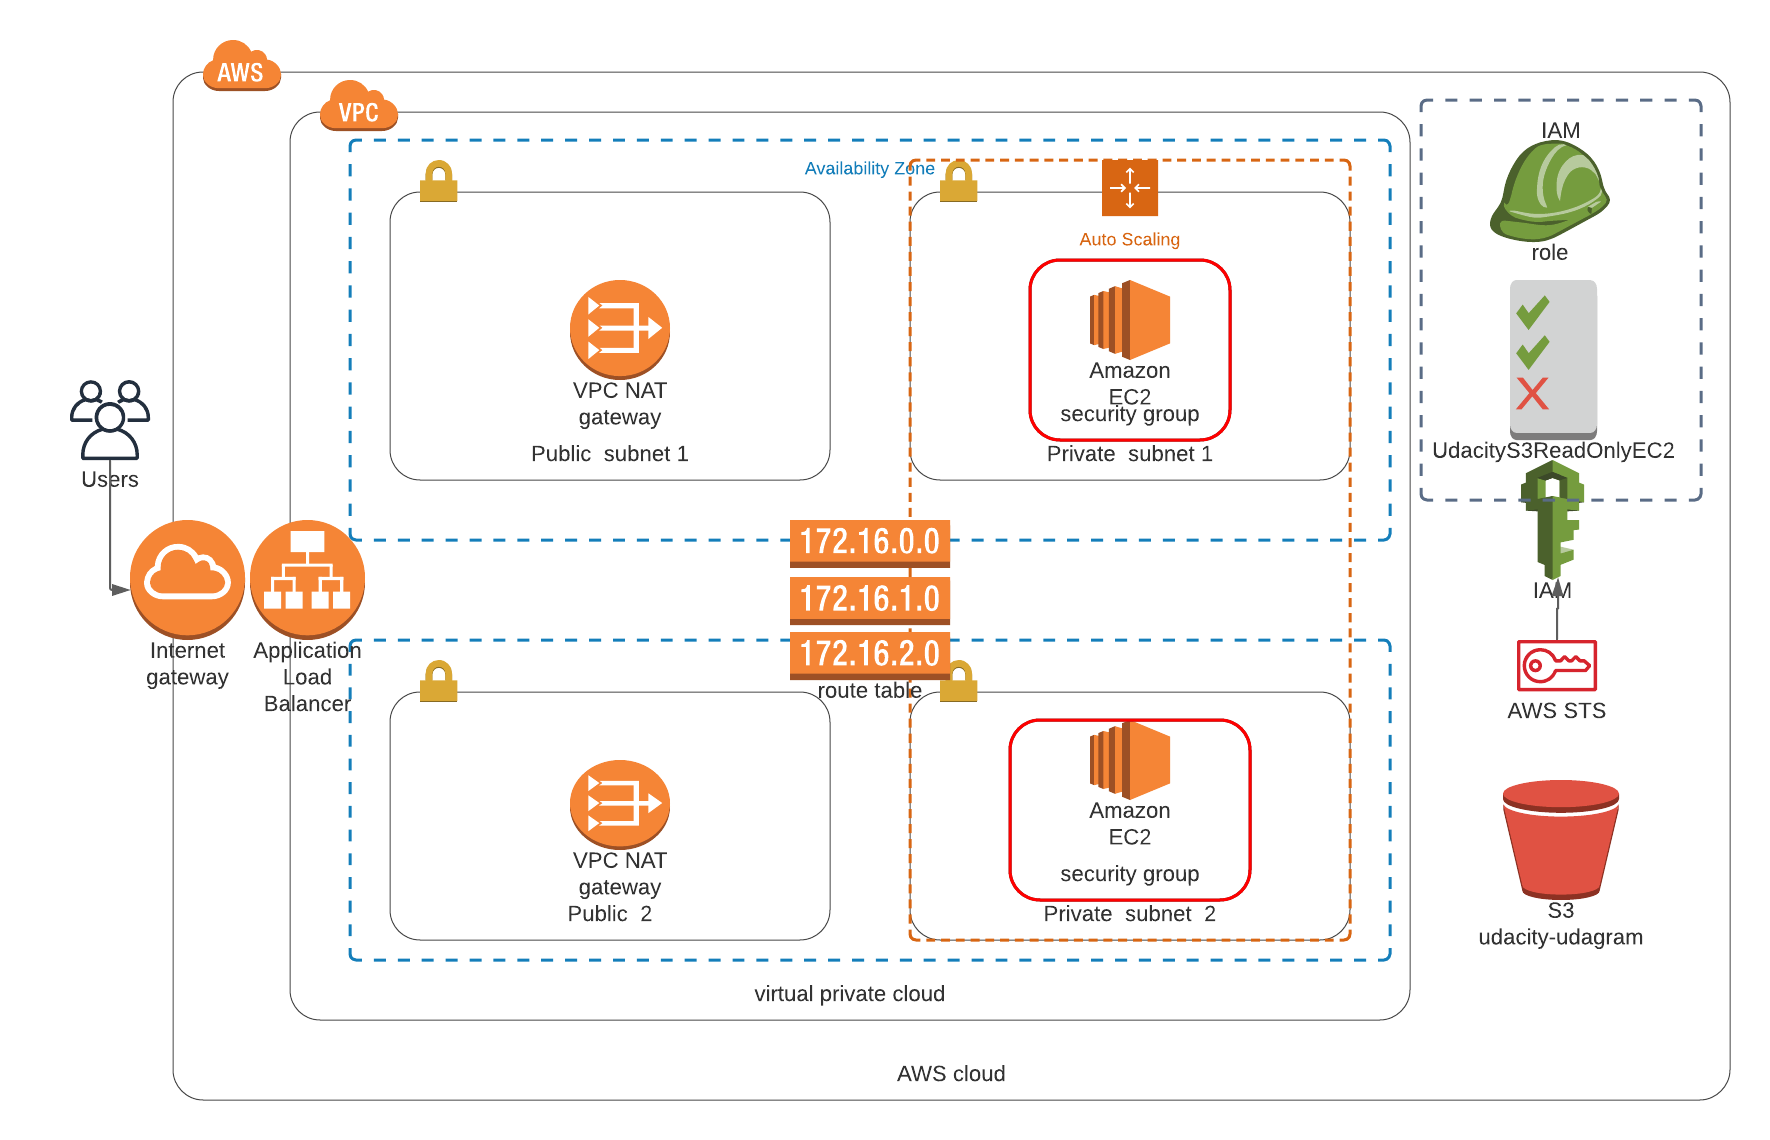 AWS
VPC
Availability Zone
Auto Scaling
Amazon
EC2
security group
Private  subnet 1
VPC NAT
gateway
Public  subnet 1
IAM
role
UdacityS3ReadOnlyEC2
IAM
AWS STS
S3
udacity-udagram
Users
Internet
gateway
Application
Load
Balancer
172.16.0.0
172.16.1.0
172.16.2.0
route table
VPC NAT
gateway
Public  2
Amazon
EC2
security group
Private  subnet  2
virtual private cloud
AWS cloud